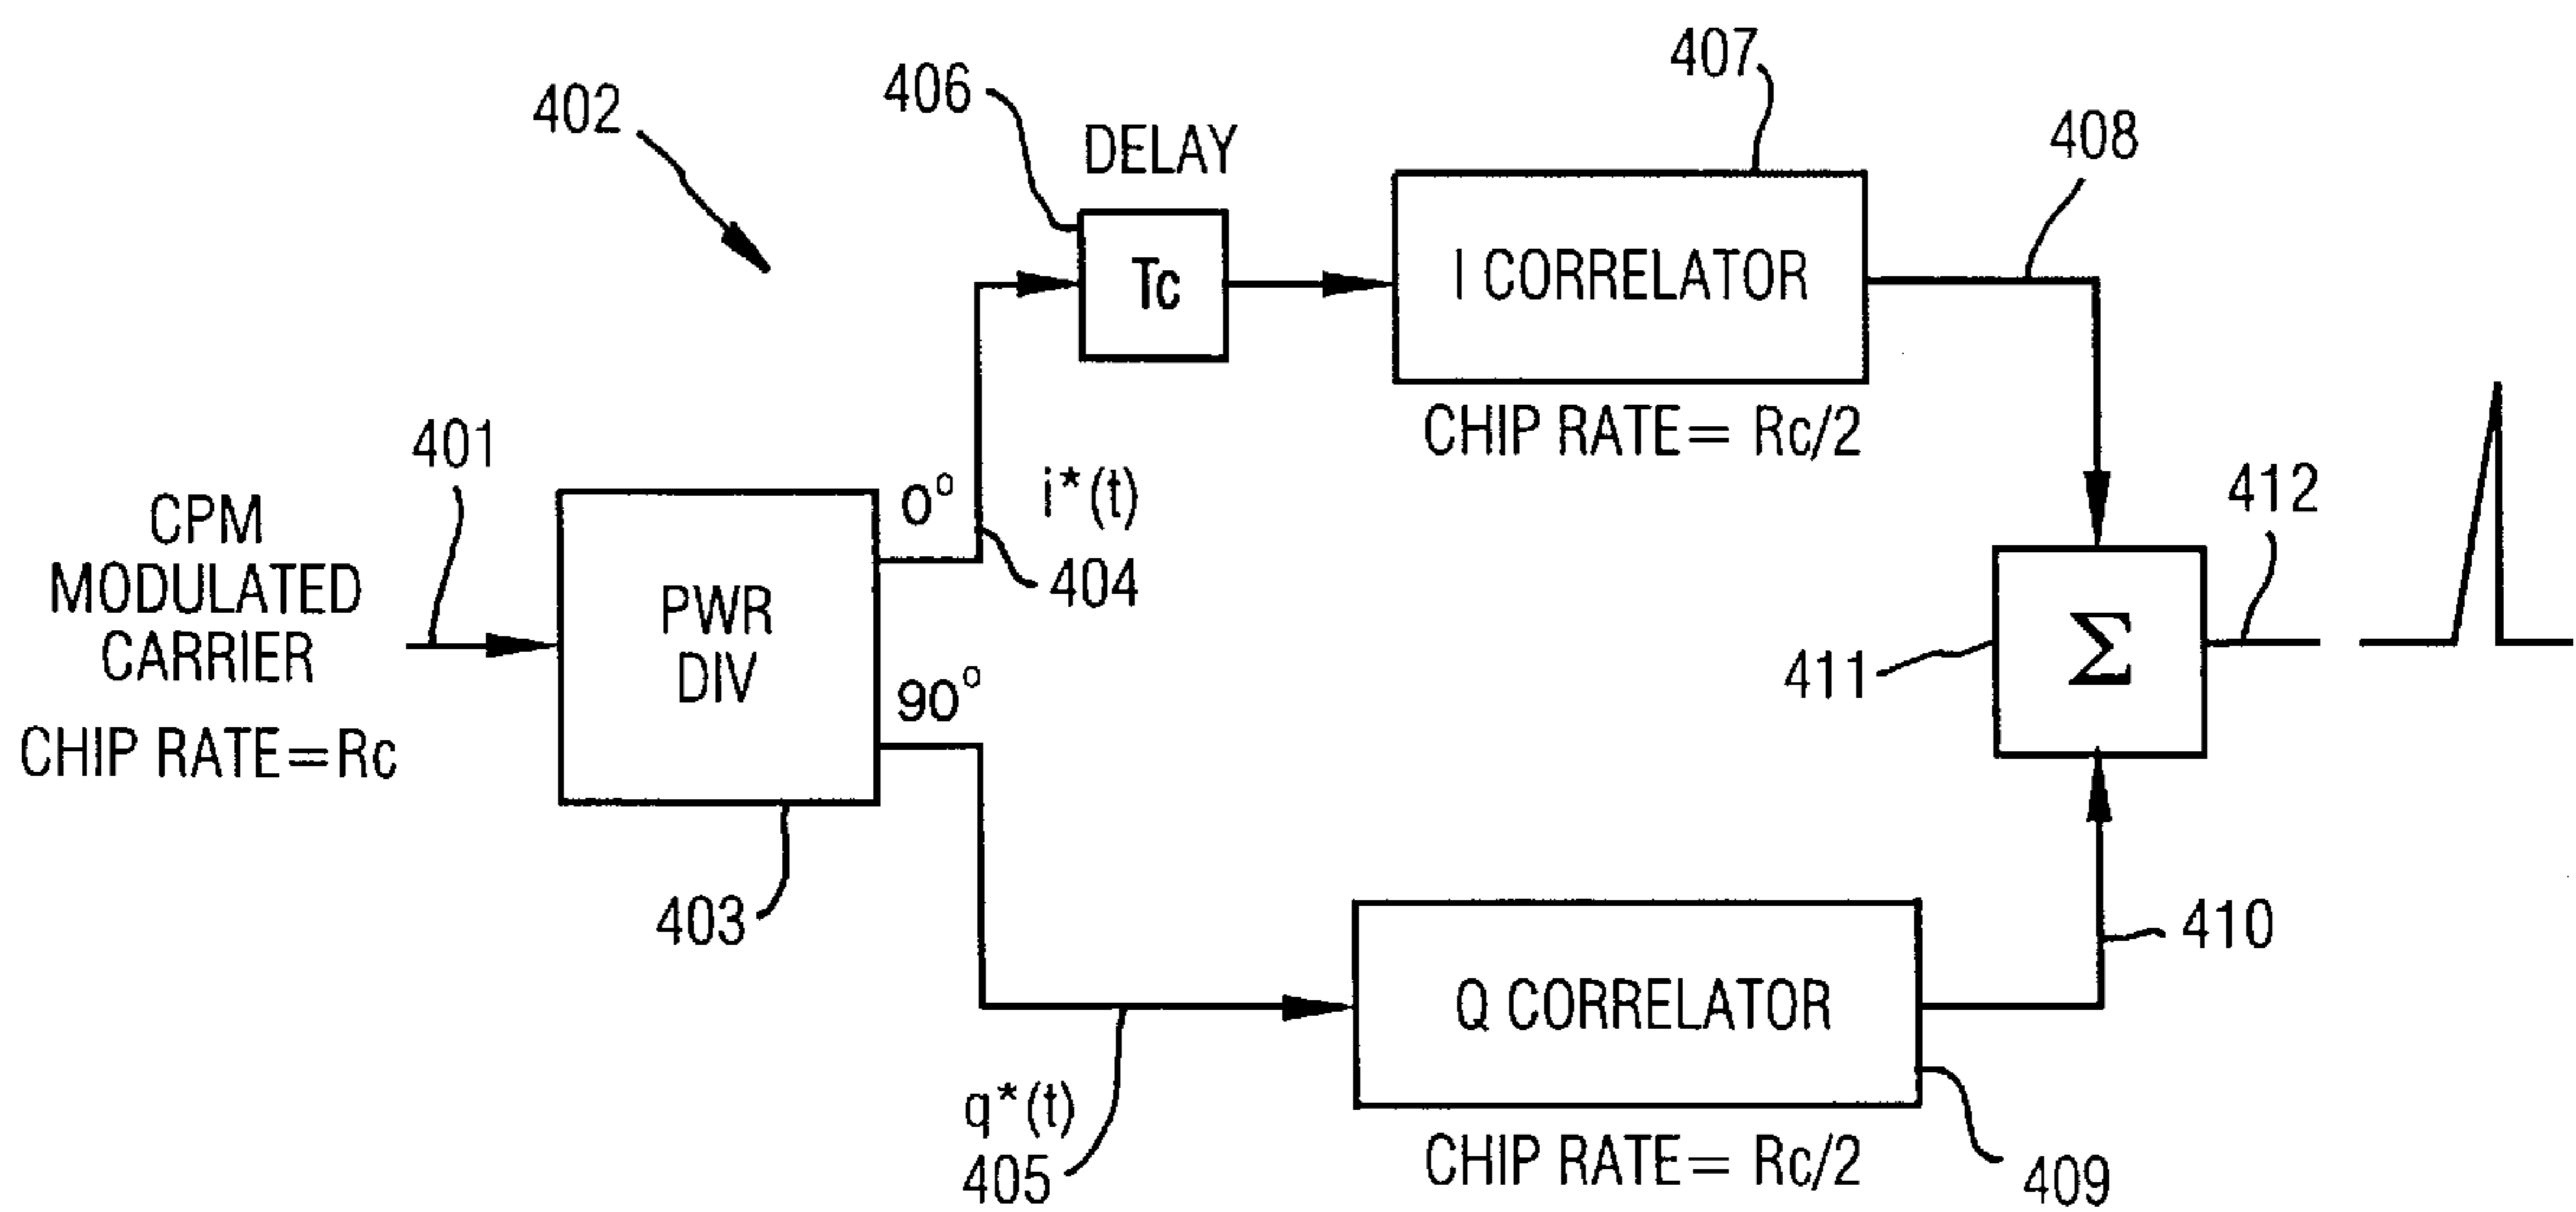 402
406
DELAY
Tc
407
I CORRELATOR
CHIP RATE= Rc/2
408
401
CPM
MODULATED
CARRIER
CHIP RATE=Rc
PWR
DIV
403
0°
i*(t)
404
90°
q*(t)
405
Q CORRELATOR
CHIP RATE= Rc/2
409
410
411
Σ
412